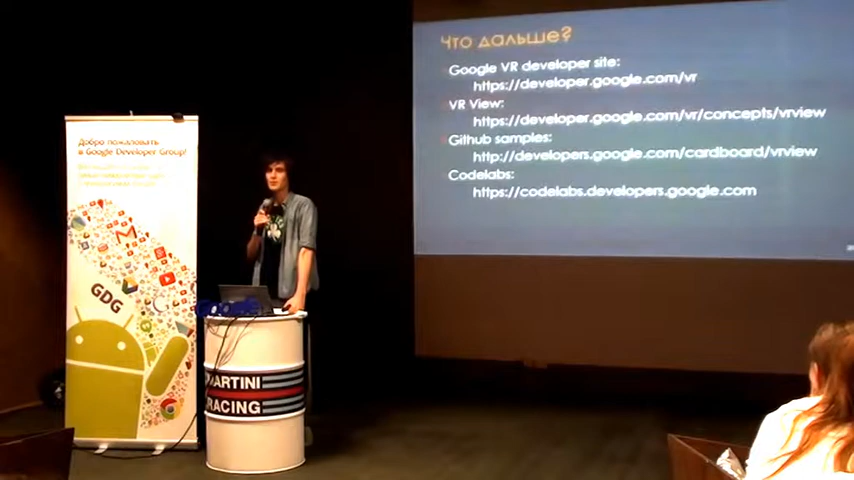 Что дальше?
Google VR developer site:
https://developer.google.com/vr
VR View:
https://developer.google.com/vr/concepts/vrview
Github samples:
http://developers.google.com/cardboard/vrview
Codelabs:
https://codelabs.developers.google.com
Добро пожаловать
в Google Developer Group!
GDG
Google
MARTINI
RACING